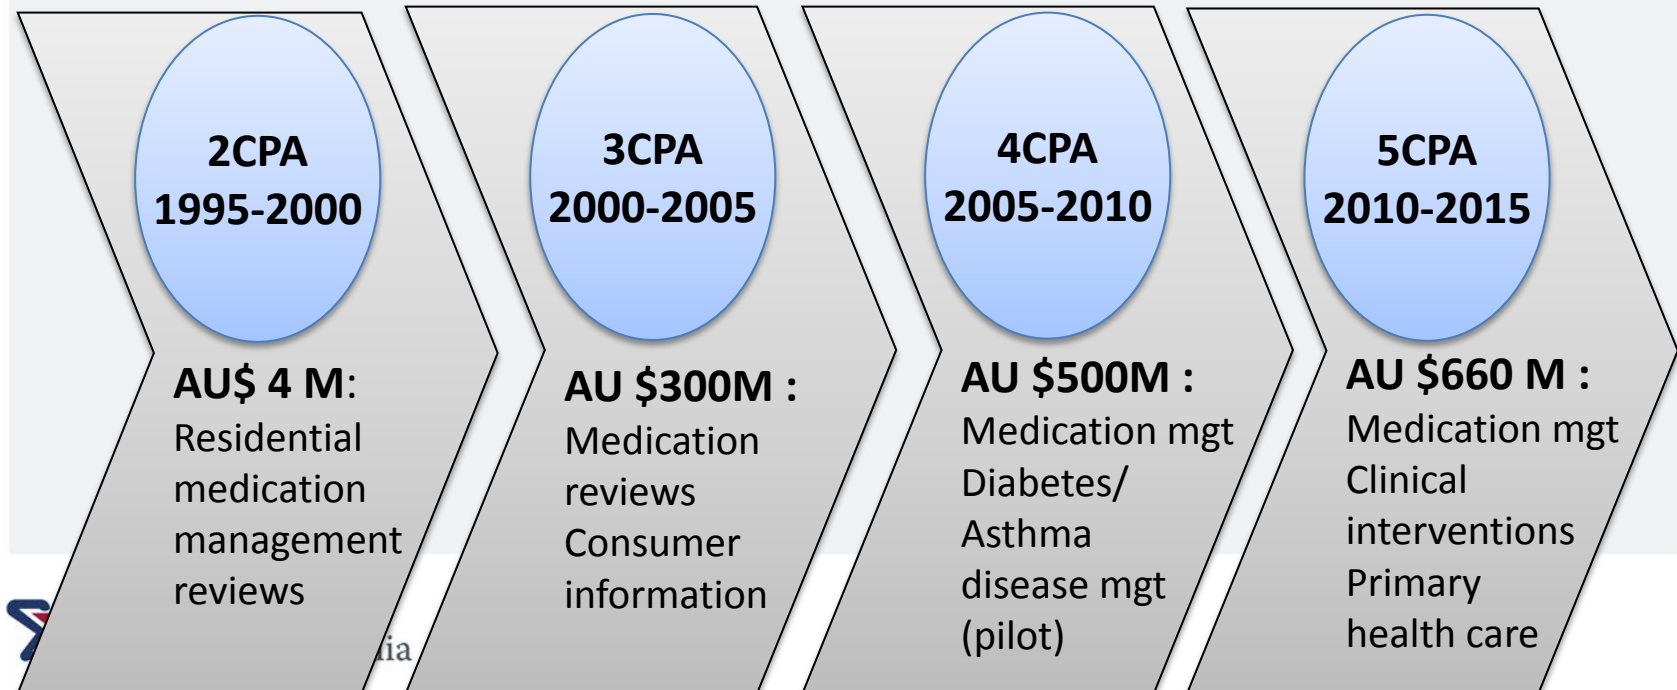 2CPA
1995-2000
AU$ 4 M:
Residential
medication
management
reviews
3CPA
2000-2005
AU $300M :
Medication
reviews
Consumer
information
4CPA
2005-2010
AU $500M :
Medication mgt
Diabetes/
Asthma
disease mgt
(pilot)
5CPA
2010-2015
AU $660 M :
Medication mgt
Clinical
interventions
Primary
health care